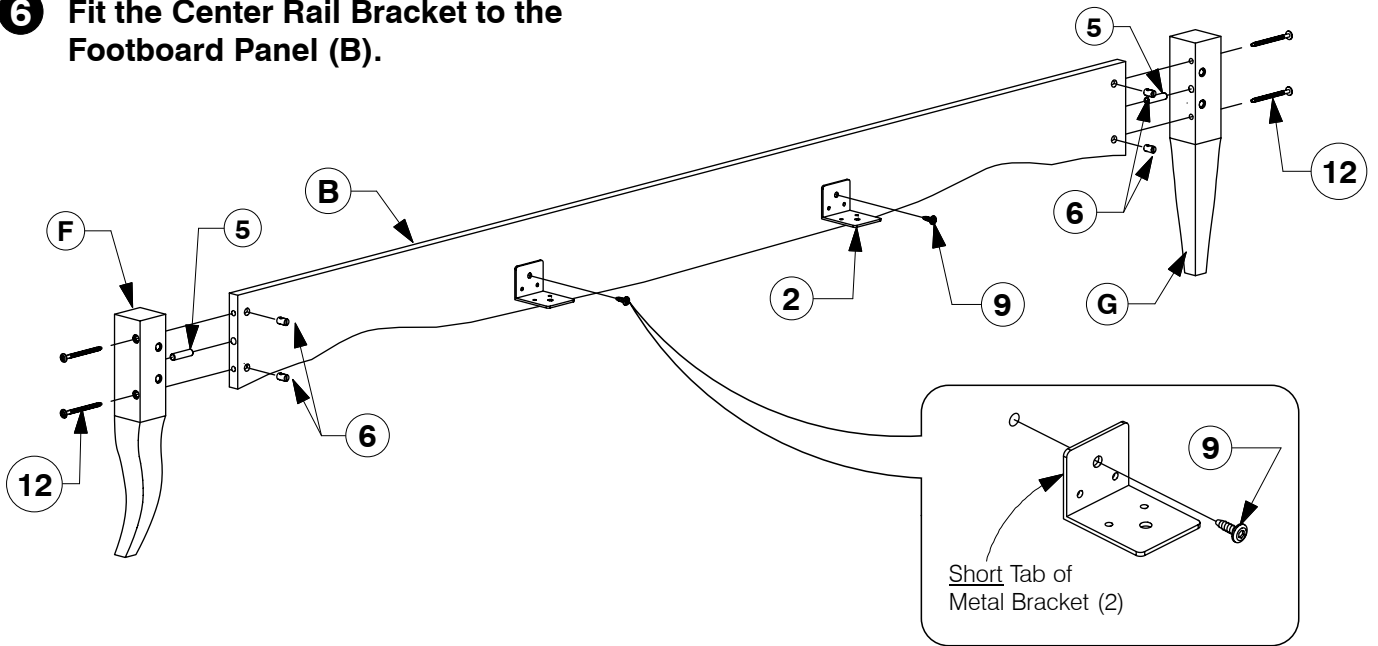 6 Fit the Center Rail Bracket to the
Footboard Panel (B).
5
12
6
B
F
5
2
9
G
6
12
9
Short Tab of
Metal Bracket (2)